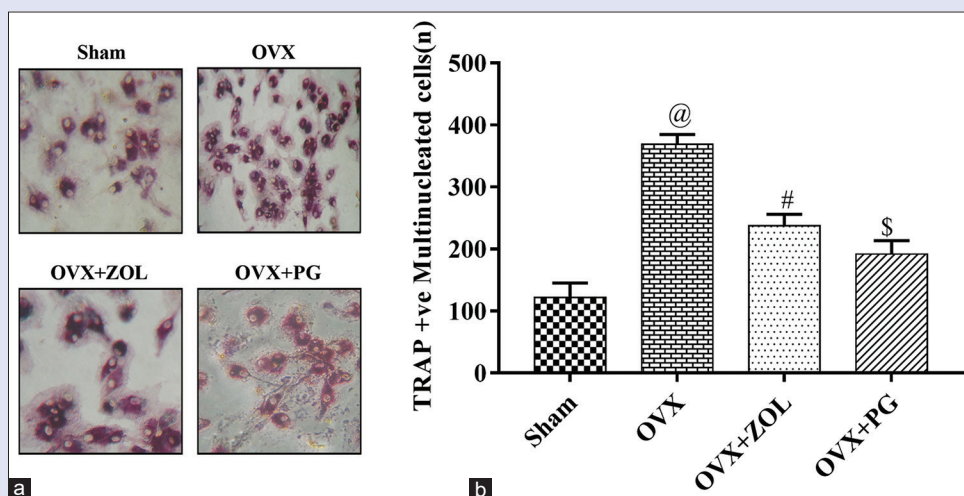 Sham
OVX
OVX+ZOL
OVX+PG
a
TRAP +ve Multinucleated cells(n)
500
400
300
200
100
0
@
#
$
Sham
OVX
OVX+ZOL
OVX+PG
b